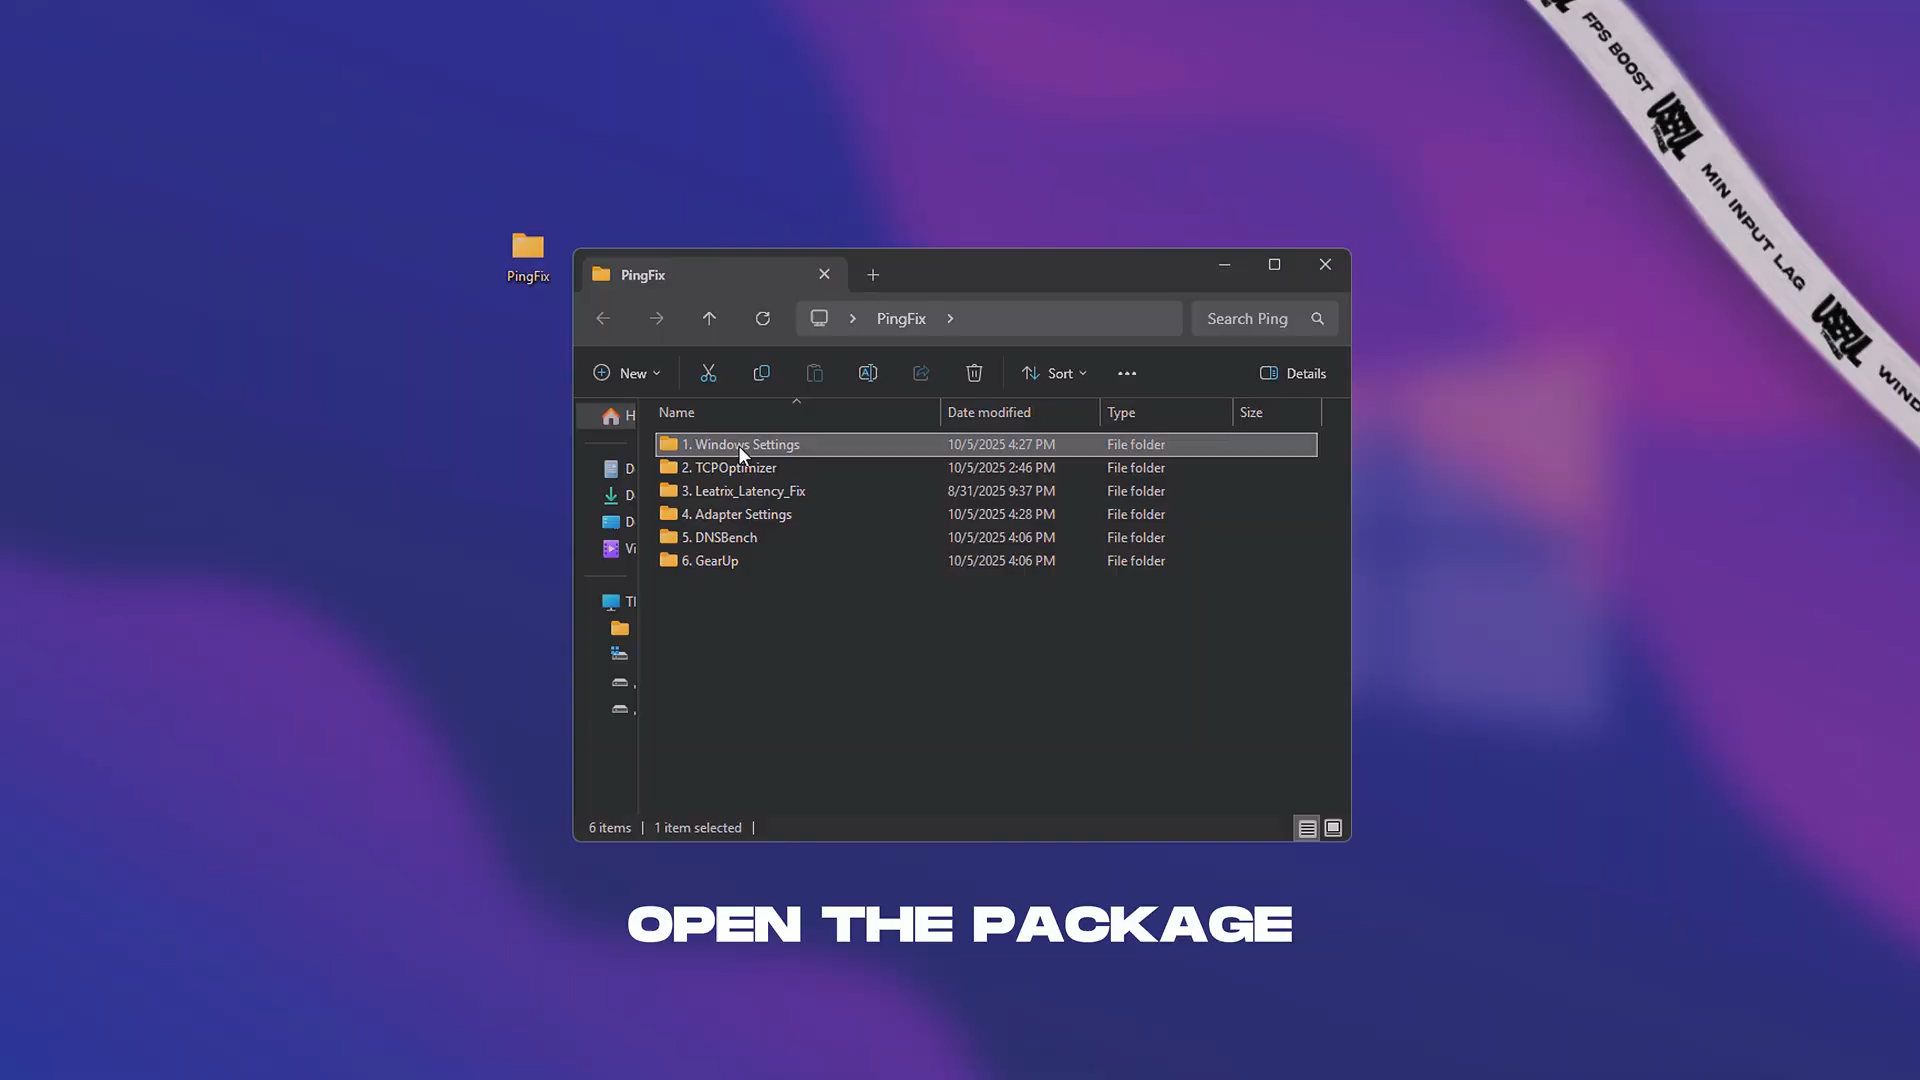 FPS BOOST
MIN INPUT LAG
WIND
PingFix
PingFix
PingFix
Search Ping
New
Sort
Details
H
D
D
D
Vi
Tl
Name
Date modified
Type
Size
1. Windows Settings 10/5/2025 4:27 PM File folder
2. TCPOptimizer 10/5/2025 2:46 PM File folder
3. Leatrix_Latency_Fix 8/31/2025 9:37 PM File folder
4. Adapter Settings 10/5/2025 4:28 PM File folder
5. DNSBench 10/5/2025 4:06 PM File folder
6. GearUp 10/5/2025 4:06 PM File folder
6 items
1 item selected
OPEN THE PACKAGE